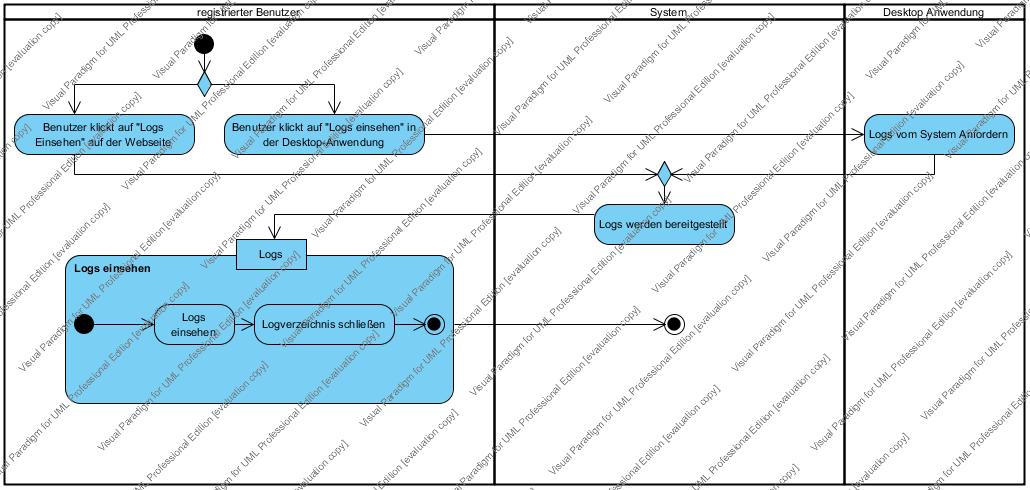 registrierter Benutzer
System
Desktop Anwendung
Benutzer klickt auf "Logs
Einsehen" auf der Webseite
Benutzer klickt auf "Logs einsehen" in
der Desktop-Anwendung
Logs vom System Anfordern
Logs werden bereitgestellt
Logs
Logs einsehen
Logs
einsehen
Logverzeichnis schließen
Visual Paradigm for UML Professional Edition [evaluation copy]